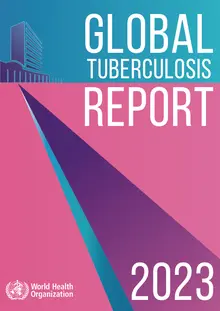 GLOBAL
TUBERCULOSIS
REPORT
World Health
Organization
2023